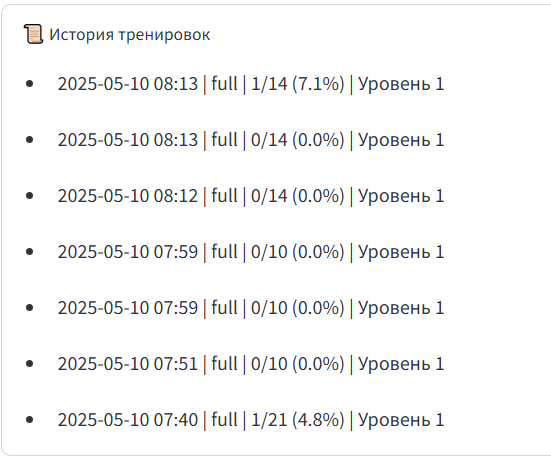 📜 История тренировок
• 2025-05-10 08:13 | full | 1/14 (7.1%) | Уровень 1
• 2025-05-10 08:13 | full | 0/14 (0.0%) | Уровень 1
• 2025-05-10 08:12 | full | 0/14 (0.0%) | Уровень 1
• 2025-05-10 07:59 | full | 0/10 (0.0%) | Уровень 1
• 2025-05-10 07:59 | full | 0/10 (0.0%) | Уровень 1
• 2025-05-10 07:51 | full | 0/10 (0.0%) | Уровень 1
• 2025-05-10 07:40 | full | 1/21 (4.8%) | Уровень 1